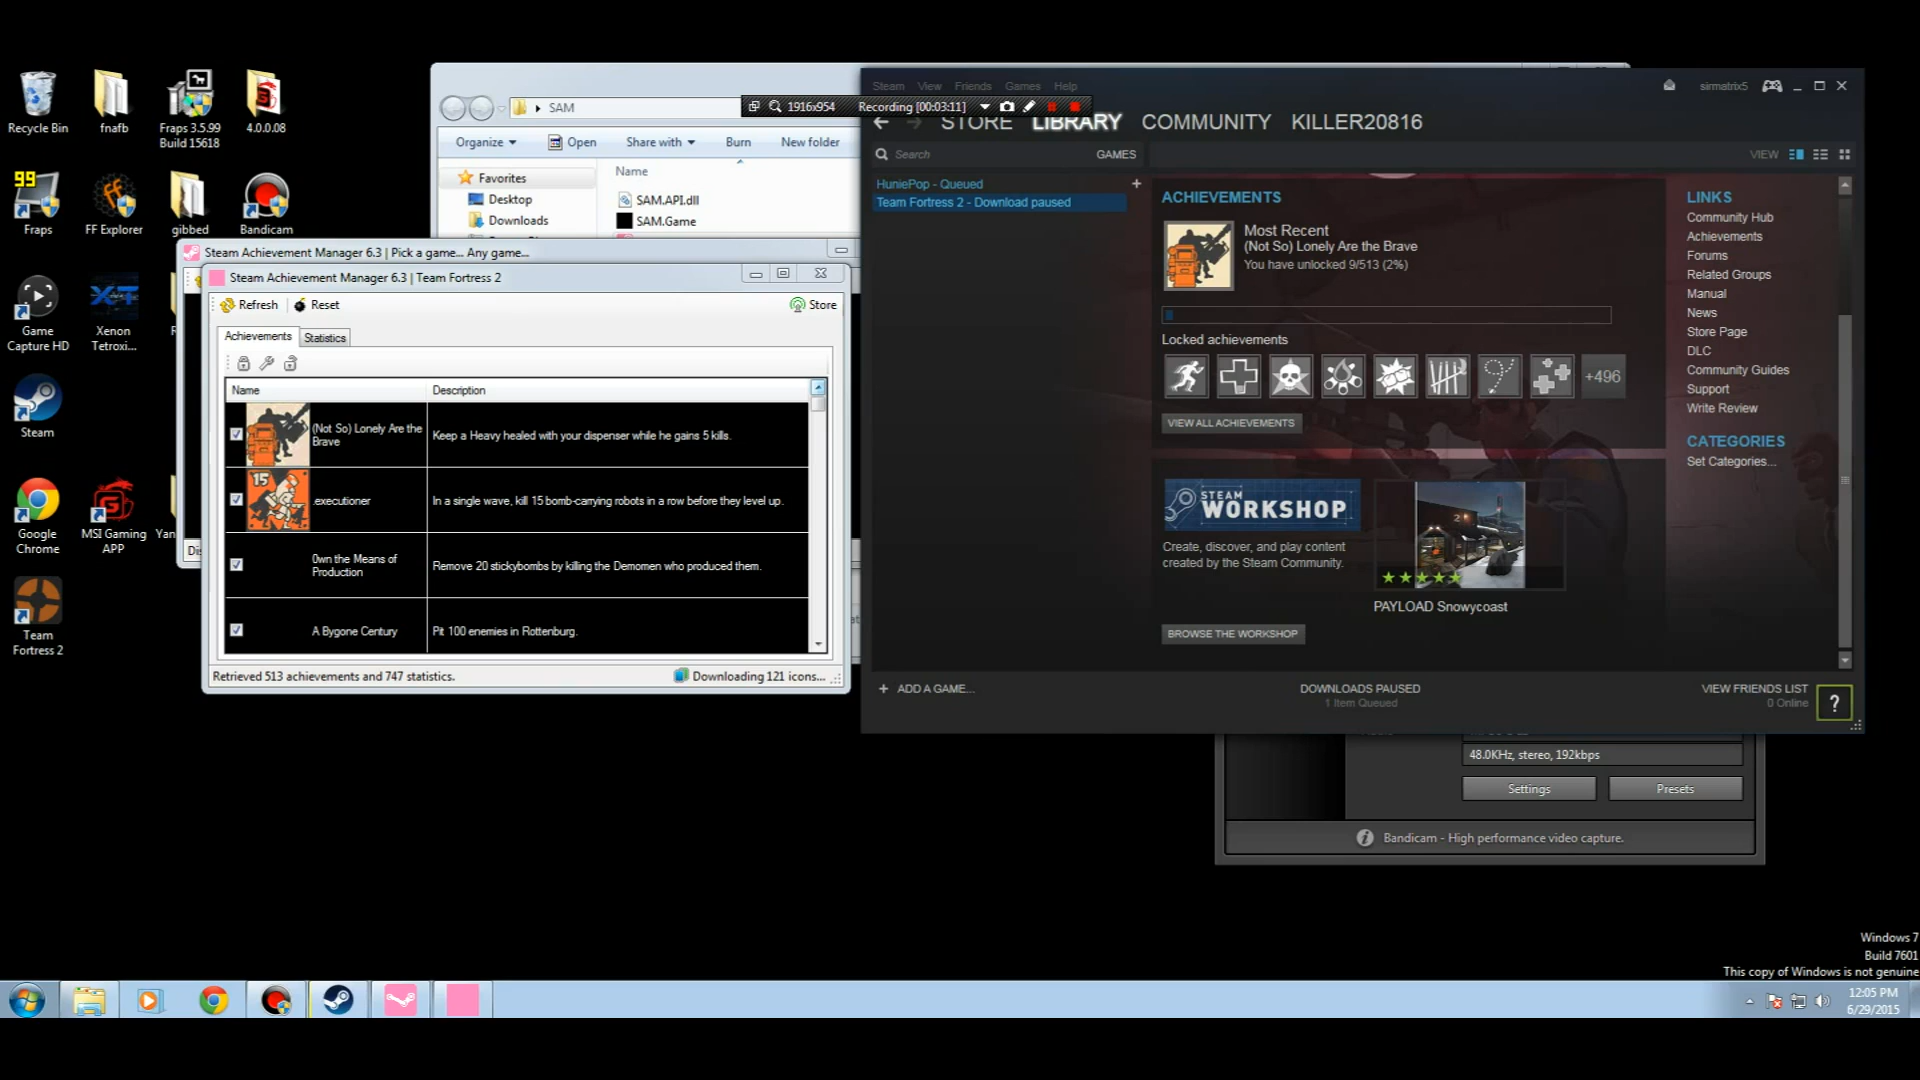 Recycle Bin
fnafb
Fraps 3.5.99
Build 15618
4.0.0.08
99
Fraps
FF Explorer
gibbed
Bandicam
Game
Capture HD
Xenon
Tetroxi...
Steam
Google
Chrome
MSI Gaming
APP
Yan
Team
Fortress 2
SAM
Organize
Open
Share with
Burn
New folder
Favorites
Desktop
Downloads
Name
SAM.API.dll
SAM.Game
1916x954
Recording [00:03:11]
Steam Achievement Manager 6.3 | Pick a game... Any game...
Steam Achievement Manager 6.3 | Team Fortress 2
Refresh
Reset
Store
Achievements
Statistics
Name
Description
(Not So) Lonely Are the
Brave
Keep a Heavy healed with your dispenser while he gains 5 kills.
15
.executioner
In a single wave, kill 15 bomb-carrying robots in a row before they level up.
0wn the Means of
Production
Remove 20 stickybombs by killing the Demomen who produced them.
A Bygone Century
Pit 100 enemies in Rottenburg.
Retrieved 513 achievements and 747 statistics.
Downloading 121 icons...
Steam View Friends Games Help
sirmatrix5
STORE LIBRARY COMMUNITY KILLER20816
Search
GAMES
VIEW
HuniePop - Queued
Team Fortress 2 - Download paused
ACHIEVEMENTS
Most Recent
(Not So) Lonely Are the Brave
You have unlocked 9/513 (2%)
Locked achievements
+496
VIEW ALL ACHIEVEMENTS
STEAM
WORKSHOP
Create, discover, and play content
created by the Steam Community.
PAYLOAD Snowycoast
BROWSE THE WORKSHOP
LINKS
Community Hub
Achievements
Forums
Related Groups
Manual
News
Store Page
DLC
Community Guides
Support
Write Review
CATEGORIES
Set Categories...
+ ADD A GAME...
DOWNLOADS PAUSED
1 Item Queued
VIEW FRIENDS LIST
0 Online
?
48.0KHz, stereo, 192kbps
Settings
Presets
Bandicam - High performance video capture.
Windows 7
Build 7601
This copy of Windows is not genuine
12:05 PM
6/29/2015